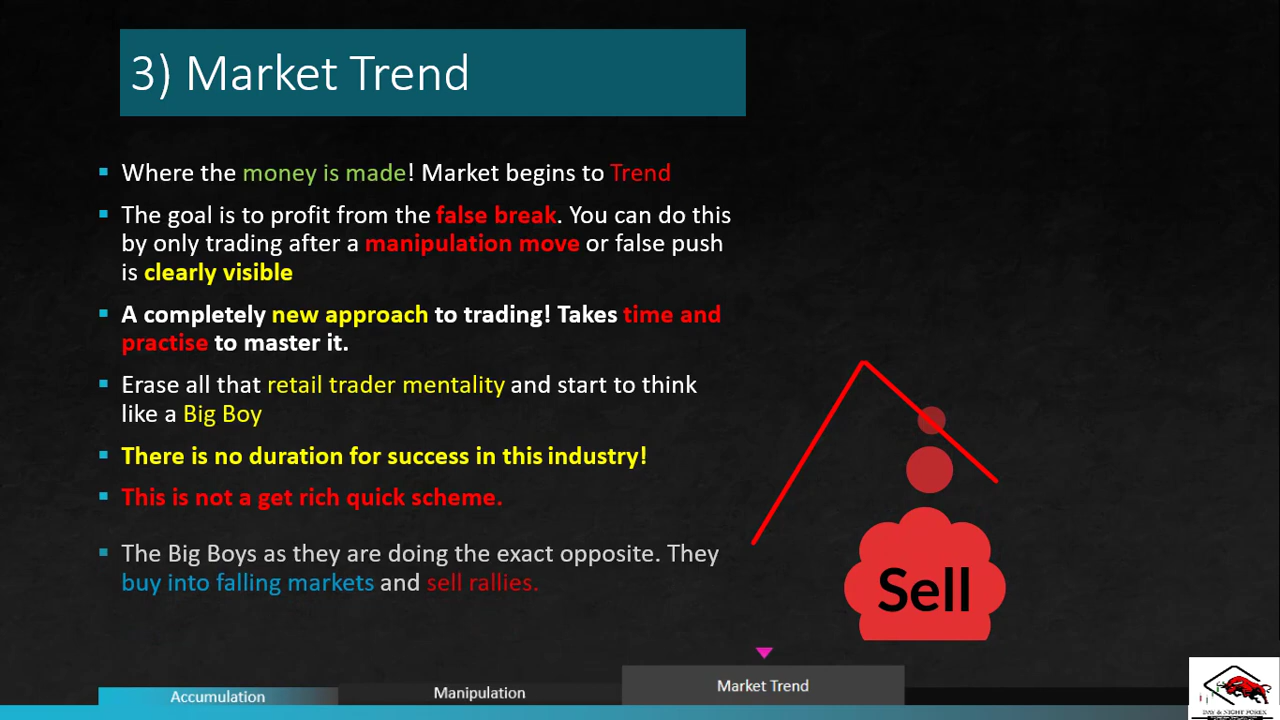 3) Market Trend
Where the money is made! Market begins to Trend
The goal is to profit from the false break. You can do this
by only trading after a manipulation move or false push
is clearly visible
A completely new approach to trading! Takes time and
practise to master it.
Erase all that retail trader mentality and start to think
like a Big Boy
There is no duration for success in this industry!
This is not a get rich quick scheme.
The Big Boys as they are doing the exact opposite. They
buy into falling markets and sell rallies.
Sell
Accumulation
Manipulation
Market Trend
DAY & NIGHT FOREX